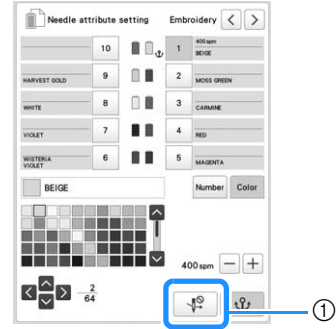 Needle attribute setting Embroidery
400 spm
10 1 BEIGE
HARVEST GOLD 9 2 MOSS GREEN
WHITE 8 3 CARMINE
VIOLET 7 4 RED
WISTERIA
VIOLET 6 5 MAGENTA
BEIGE Number Color
400 spm
2
64
①